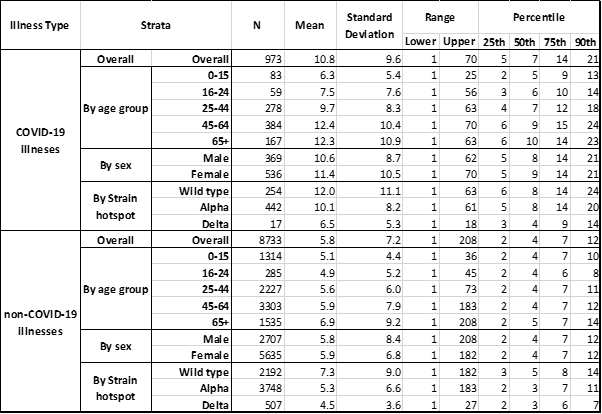 Illness Type Strata N Mean Standard Deviation Range Percentile
Lower Upper 25th 50th 75th 90th
COVID-19 illneses
Overall Overall 973 10.8 9.6 1 70 5 7 14 21
By age group
0-15 83 6.3 5.4 1 25 2 5 9 13
16-24 59 7.5 7.6 1 56 3 6 10 14
25-44 278 9.7 8.3 1 63 4 7 12 18
45-64 384 12.4 10.4 1 70 6 9 15 24
65+ 167 12.3 10.9 1 63 6 10 14 23
By sex
Male 369 10.6 8.7 1 62 5 8 14 21
Female 536 11.4 10.5 1 70 5 9 14 21
By Strain hotspot
Wild type 254 12.0 11.1 1 63 6 8 14 24
Alpha 442 10.1 8.2 1 61 5 8 14 20
Delta 17 6.5 5.3 1 18 3 4 9 14
non-COVID-19 illnesses
Overall Overall 8733 5.8 7.2 1 208 2 4 7 12
By age group
0-15 1314 5.1 4.4 1 36 2 4 7 10
16-24 285 4.9 5.2 1 45 2 4 6 8
25-44 2227 5.6 6.0 1 73 2 4 7 11
45-64 3303 5.9 7.9 1 183 2 4 7 12
65+ 1535 6.9 9.2 1 208 2 5 7 14
By sex
Male 2707 5.8 8.4 1 208 2 4 7 12
Female 5635 5.9 6.8 1 182 2 4 7 12
By Strain hotspot
Wild type 2192 7.3 9.0 1 182 3 5 8 14
Alpha 3748 5.3 6.6 1 183 2 3 7 11
Delta 507 4.5 3.6 1 27 2 3 6 7